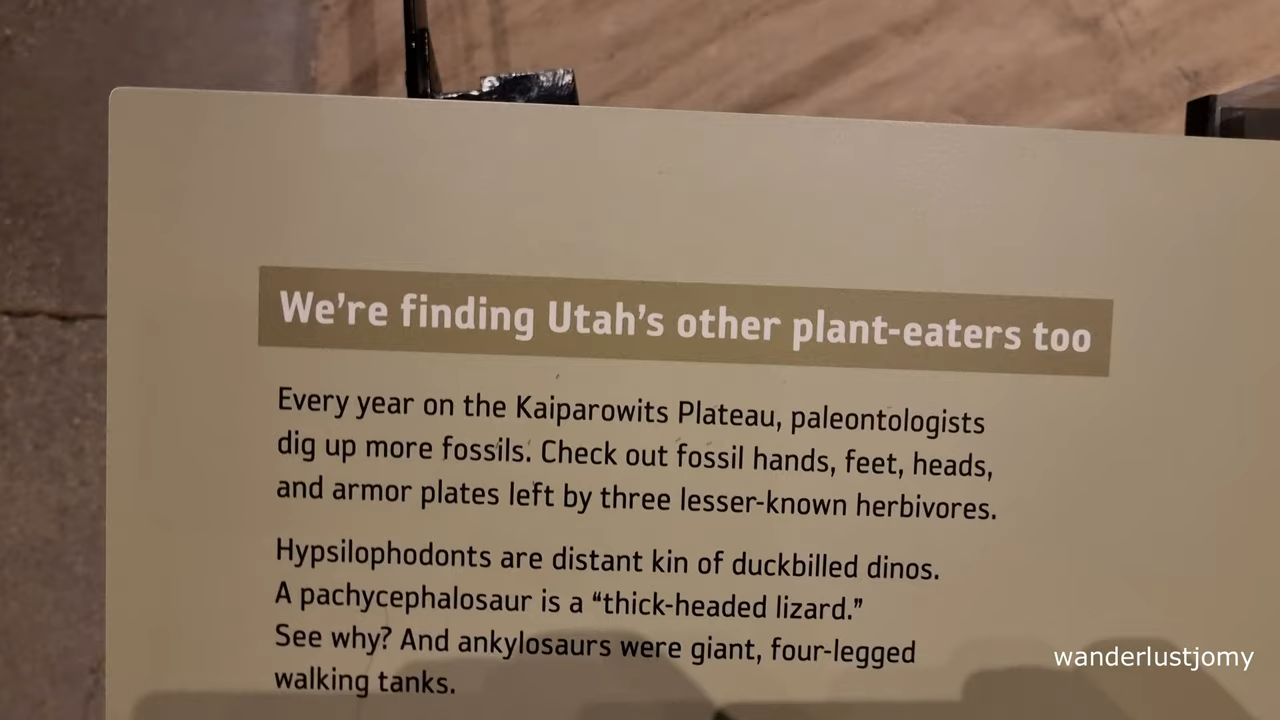 We’re finding Utah’s other plant-eaters too
Every year on the Kaiparowits Plateau, paleontologists
dig up more fossils. Check out fossil hands, feet, heads,
and armor plates left by three lesser-known herbivores.
Hypsilophodonts are distant kin of duckbilled dinos.
A pachycephalosaur is a “thick-headed lizard.”
See why? And ankylosaurs were giant, four-legged
walking tanks.
wanderlustjomy